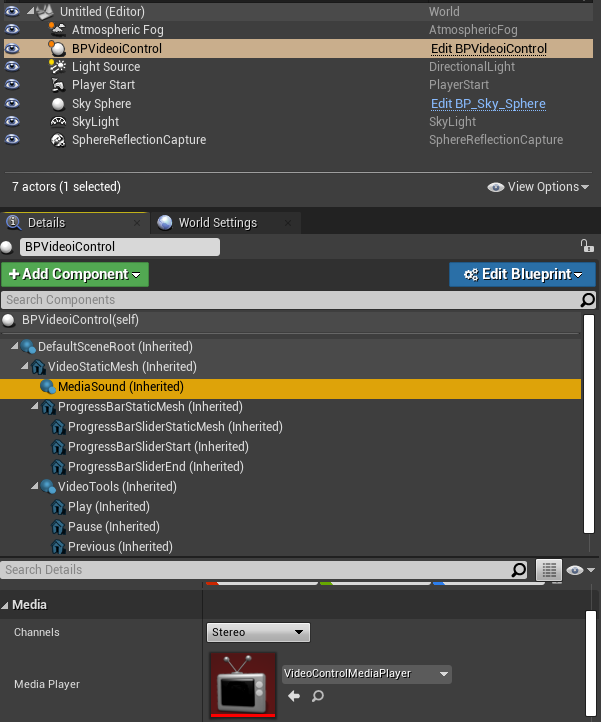 Untitled (Editor) World
Atmospheric Fog AtmosphericFog
BPVideoiControl Edit BPVideoiControl
Light Source DirectionalLight
Player Start PlayerStart
Sky Sphere Edit BP_Sky_Sphere
SkyLight SkyLight
SphereReflectionCapture SphereReflectionCapture
7 actors (1 selected) View Options
Details World Settings
BPVideoiControl
+Add Component Edit Blueprint
Search Components
BPVideoiControl(self)
DefaultSceneRoot (Inherited)
VideoStaticMesh (Inherited)
MediaSound (Inherited)
ProgressBarStaticMesh (Inherited)
ProgressBarSliderStaticMesh (Inherited)
ProgressBarSliderStart (Inherited)
ProgressBarSliderEnd (Inherited)
VideoTools (Inherited)
Play (Inherited)
Pause (Inherited)
Previous (Inherited)
Search Details
Media
Channels Stereo
Media Player VideoControlMediaPlayer